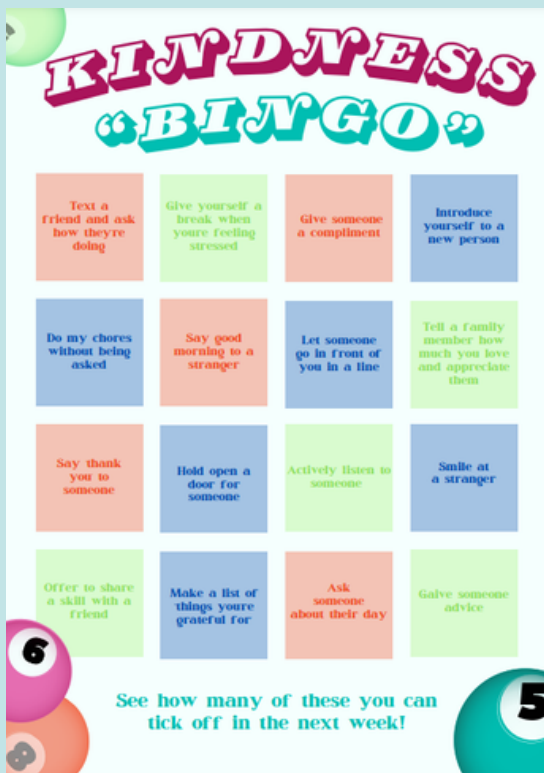 KINDNESS
“BINGO”
Text a
friend and ask
how they're
doing
Give yourself a
break when
youre feeling
stressed
Give someone
a compliment
Introduce
yourself to a
new person
Do my chores
without being
asked
Say good
morning to a
stranger
Let someone
go in front of
you in a line
Tell a family
member how
much you love
and appreciate
them
Say thank
you to
someone
Hold open a
door for
someone
Actively listen to
someone
Smile at
a stranger
Offer to share
a skill with a
friend
Make a list of
things youre
grateful for
Ask
someone
about their day
Gaive someone
advice
6
8
5
See how many of these you can
tick off in the next week!